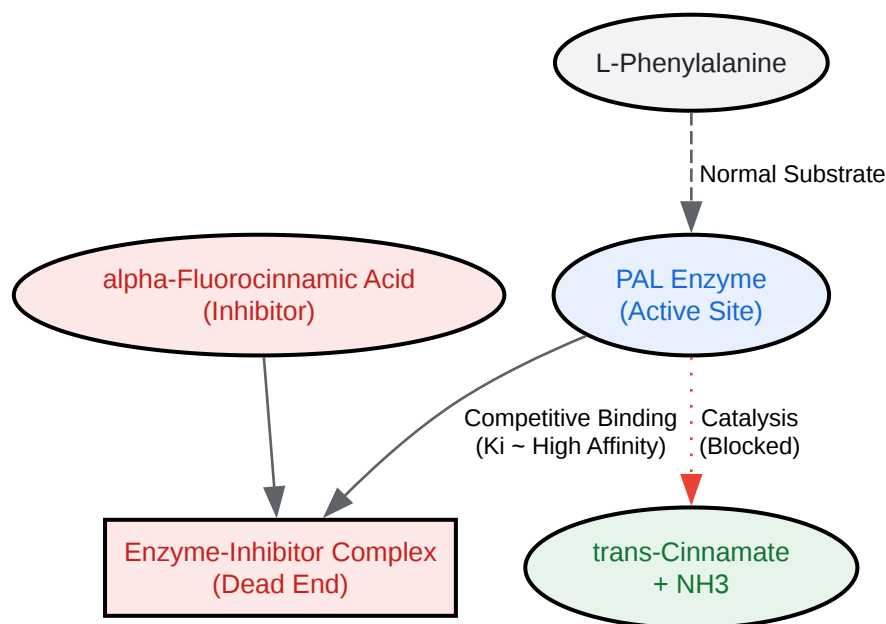 L-Phenylalanine
Normal Substrate
alpha-Fluorocinnamic Acid
(Inhibitor)
PAL Enzyme
(Active Site)
Competitive Binding
(Ki ~ High Affinity)
Catalysis
(Blocked)
Enzyme-Inhibitor Complex
(Dead End)
trans-Cinnamate
+ NH3